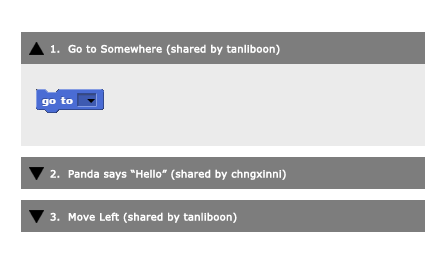 1. Go to Somewhere (shared by tanliboon)
go to
2. Panda says “Hello” (shared by chngxinni)
3. Move Left (shared by tanliboon)